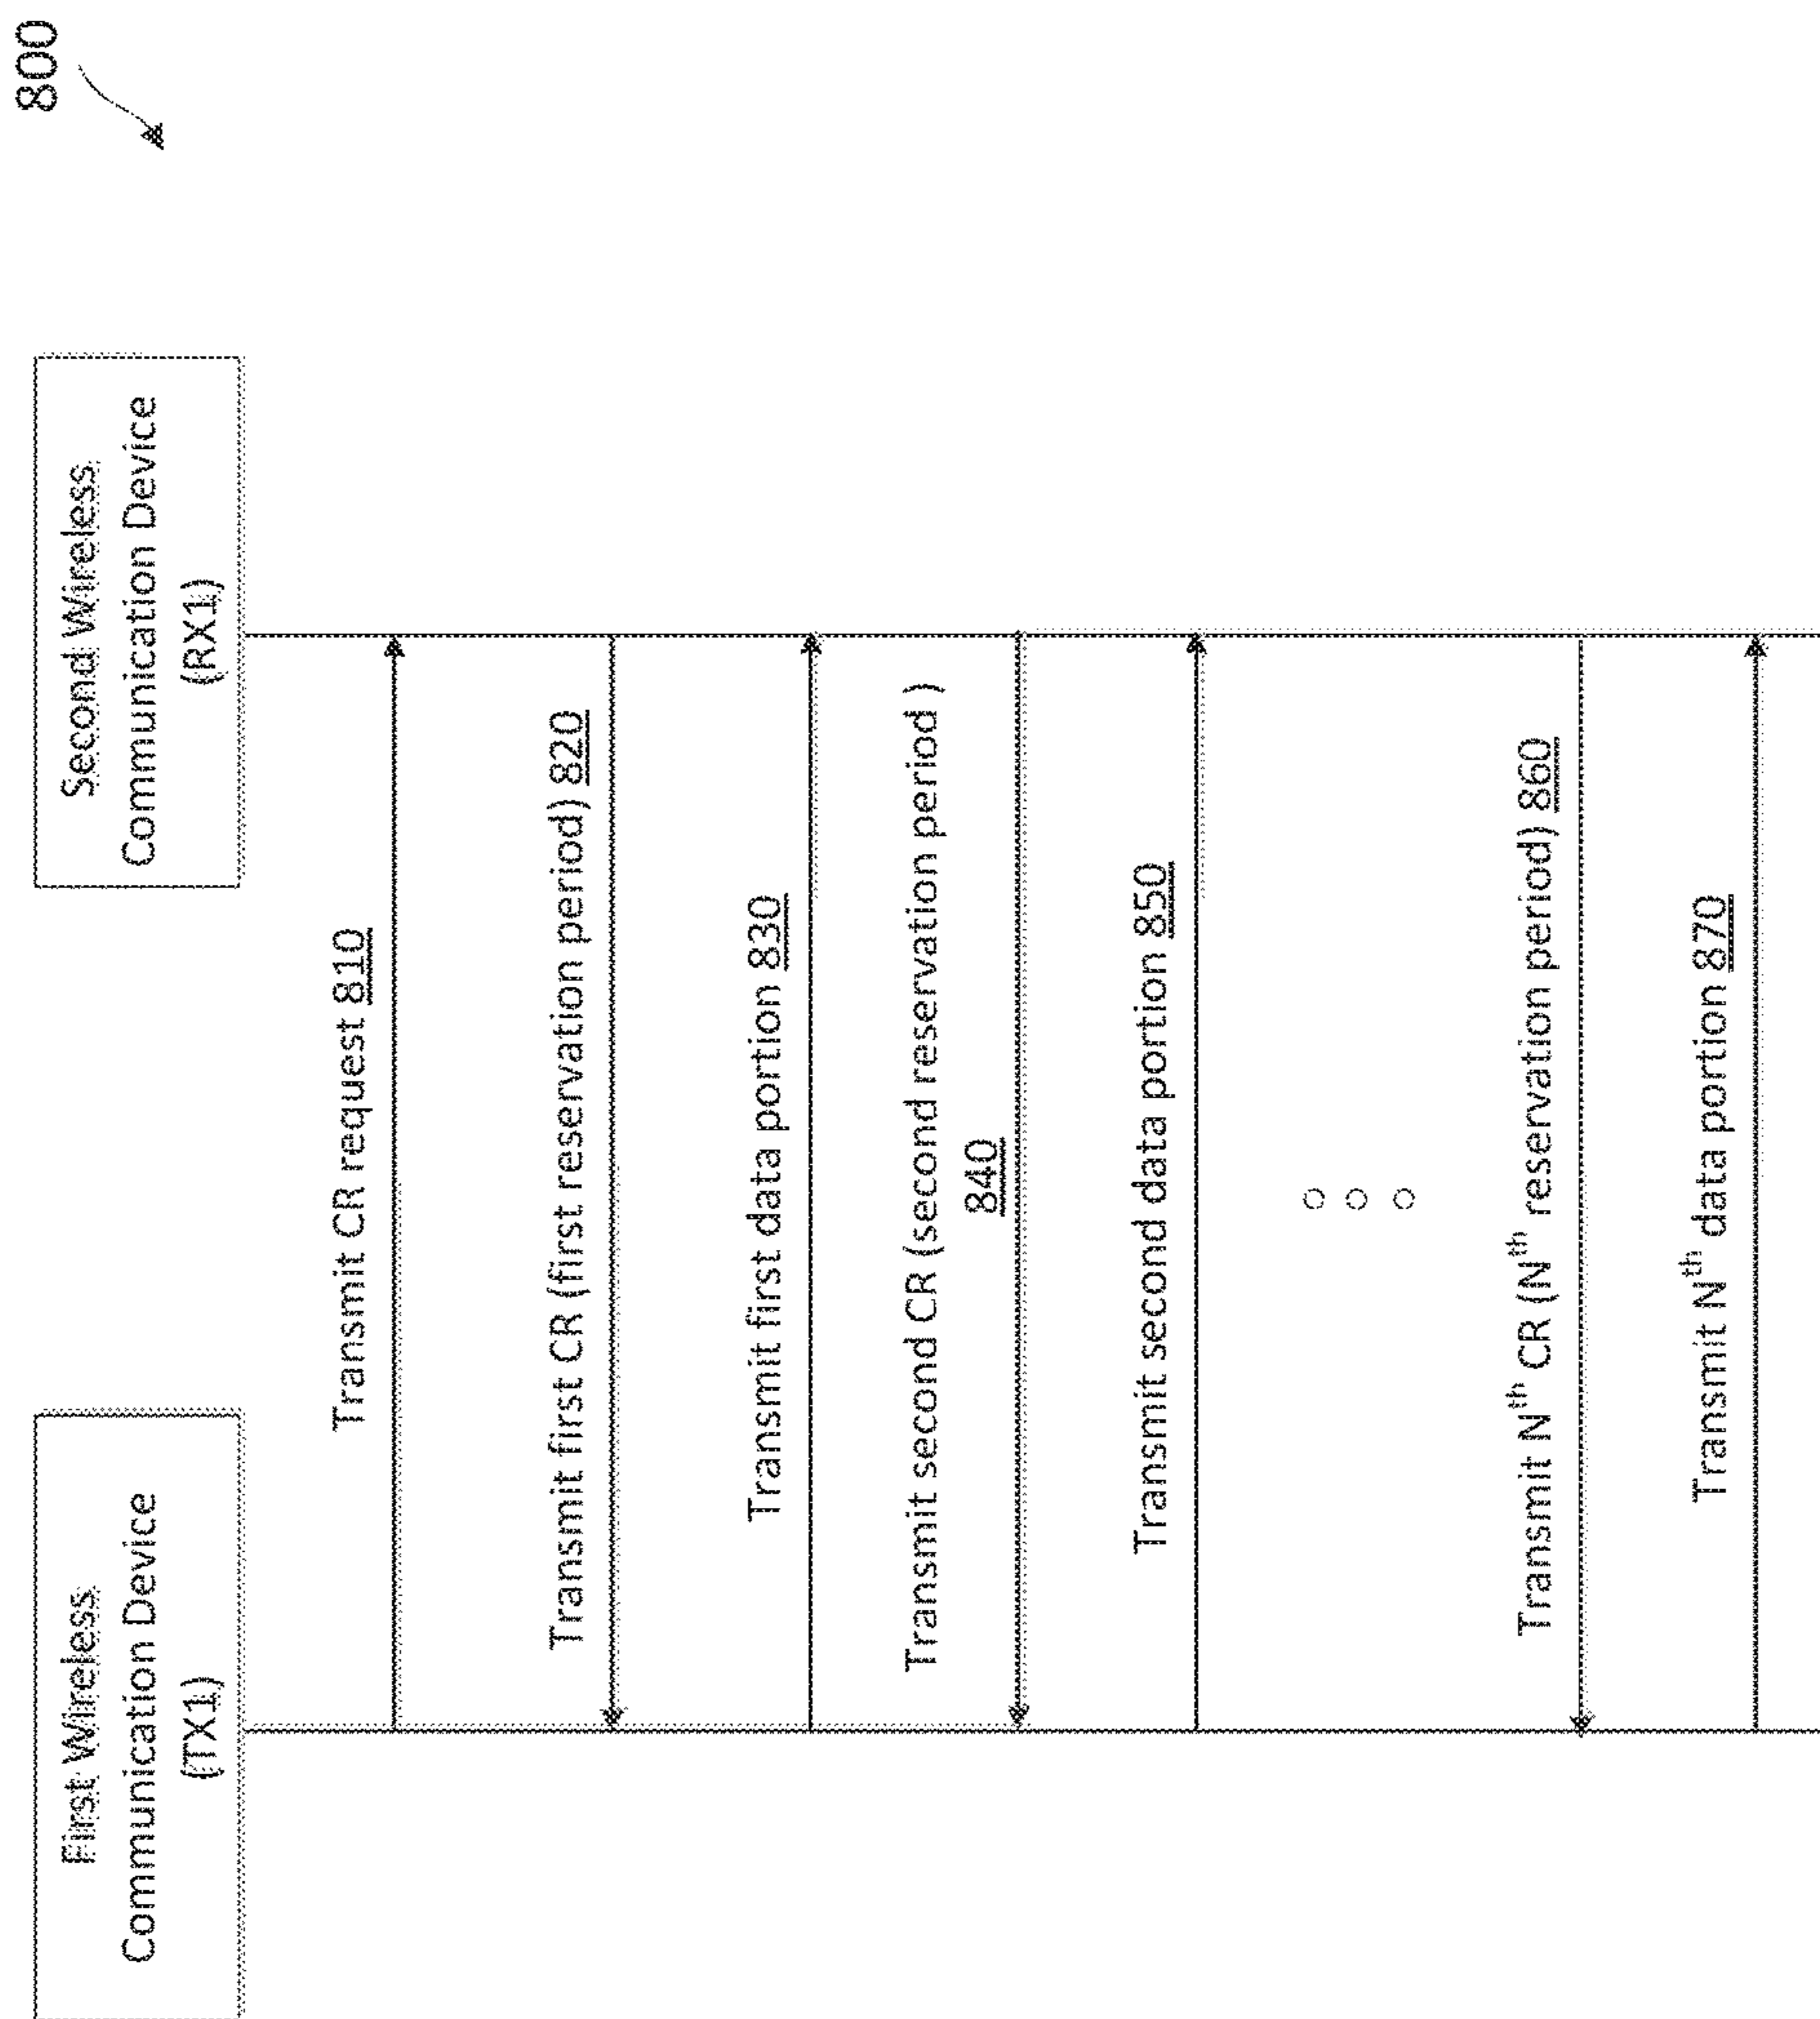 800
First Wireless
Communication Device
(TX1)
Second Wireless
Communication Device
(RX1)
Transmit CR request 810
Transmit first CR (first reservation period) 820
Transmit first data portion 830
Transmit second CR (second reservation period )
840
Transmit second data portion 850
Transmit Nth CR (Nth reservation period) 860
Transmit Nth data portion 870